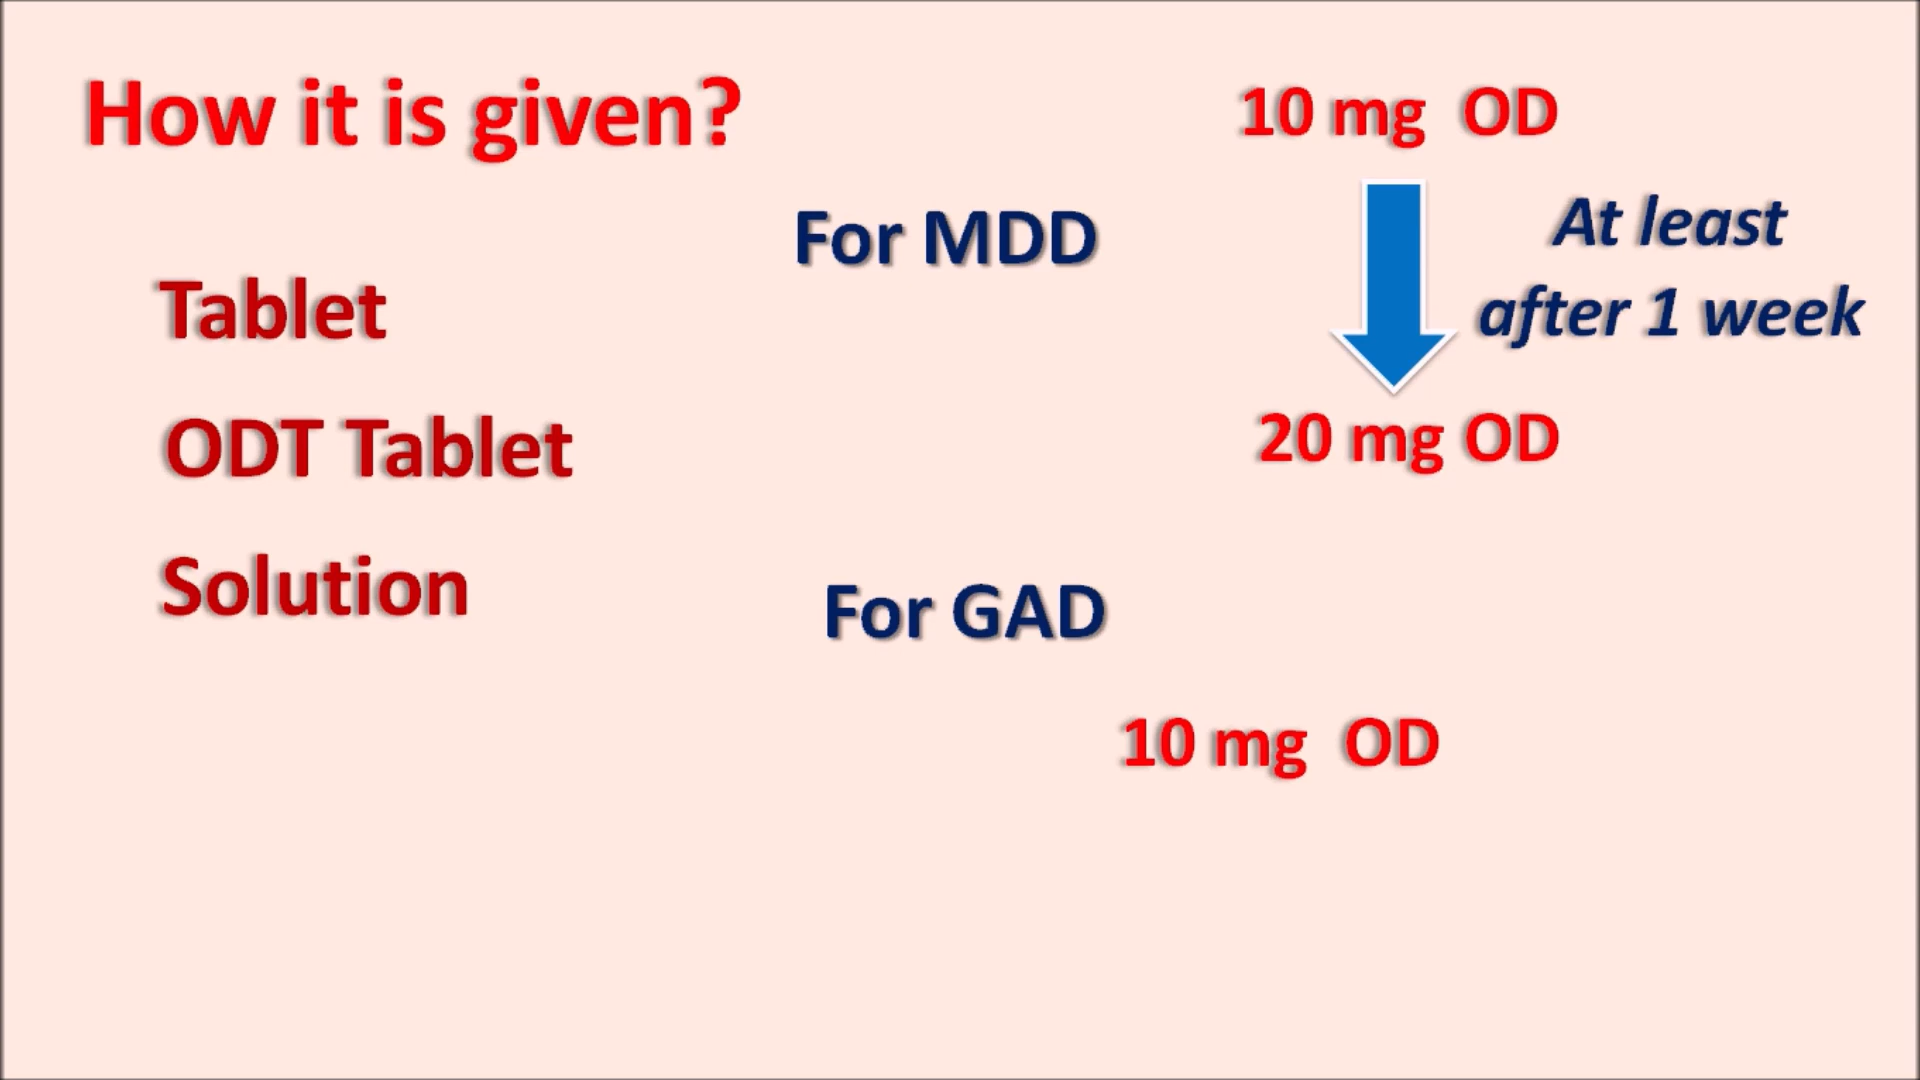 How it is given?
Tablet
ODT Tablet
Solution
For MDD
10 mg OD
At least
after 1 week
20 mg OD
For GAD
10 mg OD